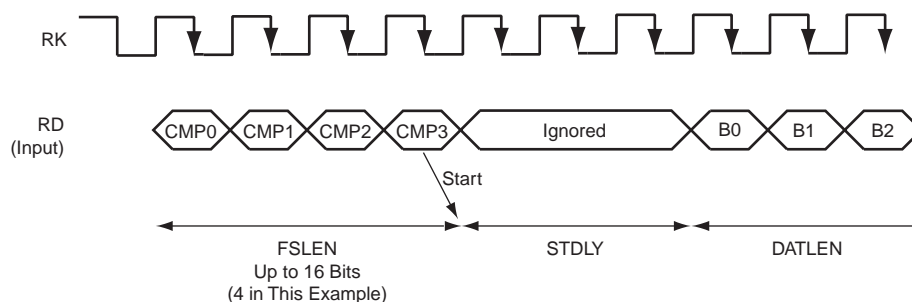 RK
RD
(Input)
CMP0 CMP1 CMP2 CMP3 Ignored B0 B1 B2
Start
FSLEN STDLY DATLEN
Up to 16 Bits
(4 in This Example)